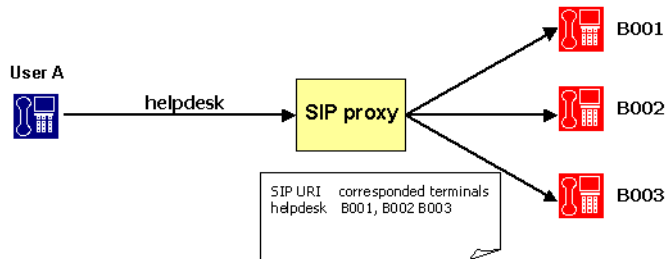 B001
User A
helpdesk
SIP proxy
B002
SIP URI corresponded terminals
helpdesk B001, B002 B003
B003